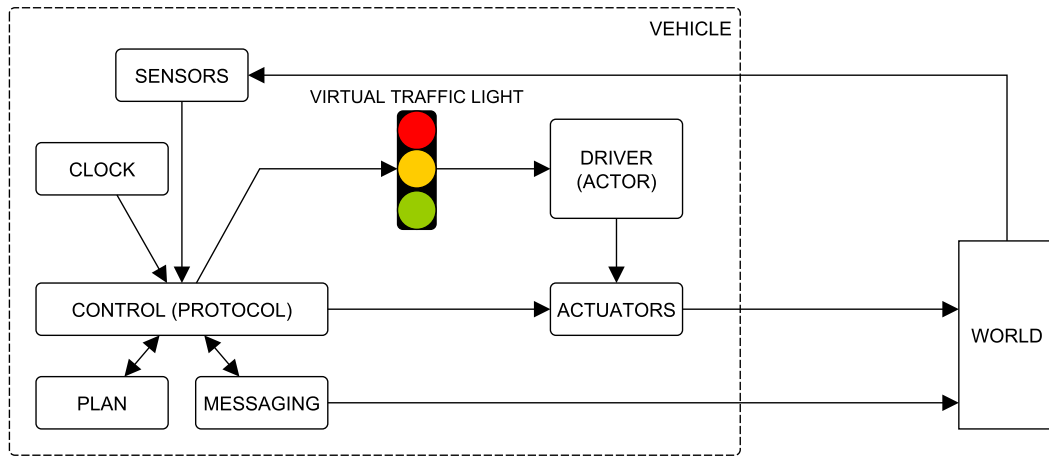 VEHICLE
SENSORS
VIRTUAL TRAFFIC LIGHT
CLOCK
DRIVER
(ACTOR)
CONTROL (PROTOCOL)
ACTUATORS
WORLD
PLAN
MESSAGING